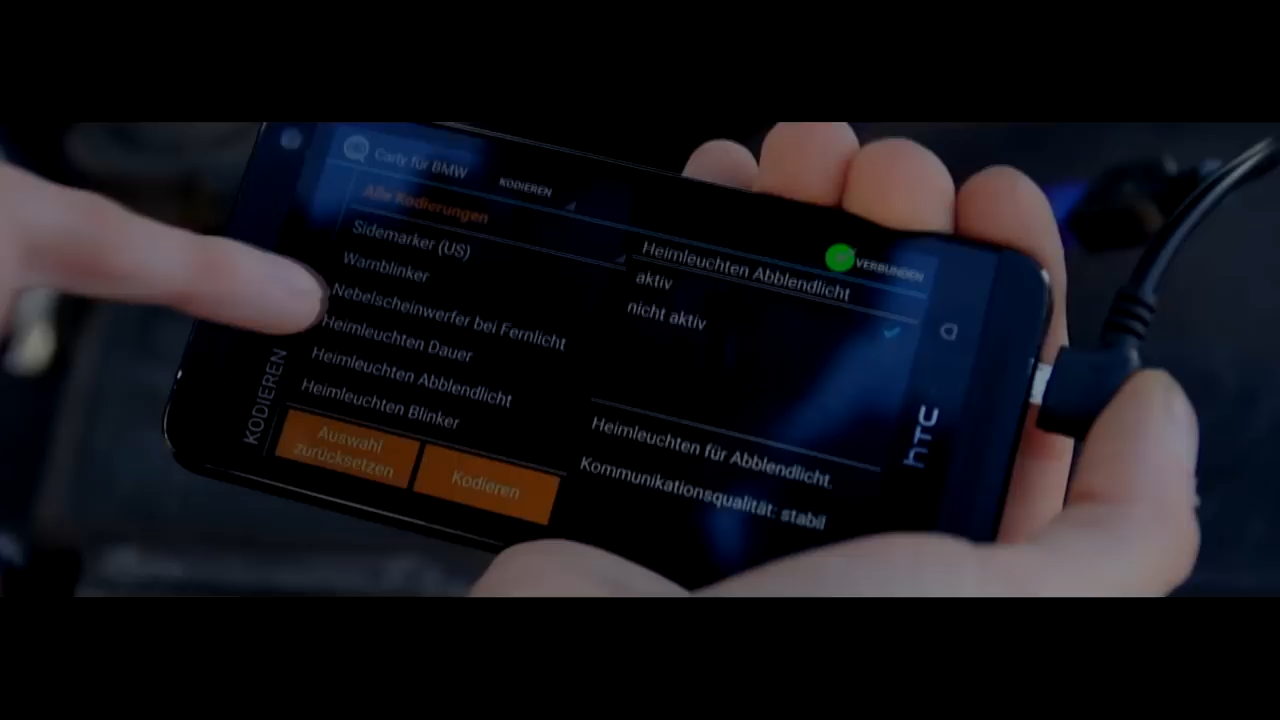 Carly für BMW
KODIEREN
VERBUNDEN
Alle Kodierungen
Sidemarker (US)
Warnblinker
Nebelscheinwerfer bei Fernlicht
Heimleuchten Dauer
Heimleuchten Abblendlicht
Heimleuchten Blinker
Auswahl
zurücksetzen
Kodieren
Heimleuchten Abblendlicht
aktiv
nicht aktiv
Heimleuchten für Abblendlicht.
Kommunikationsqualität: stabil
KODIEREN
hTC